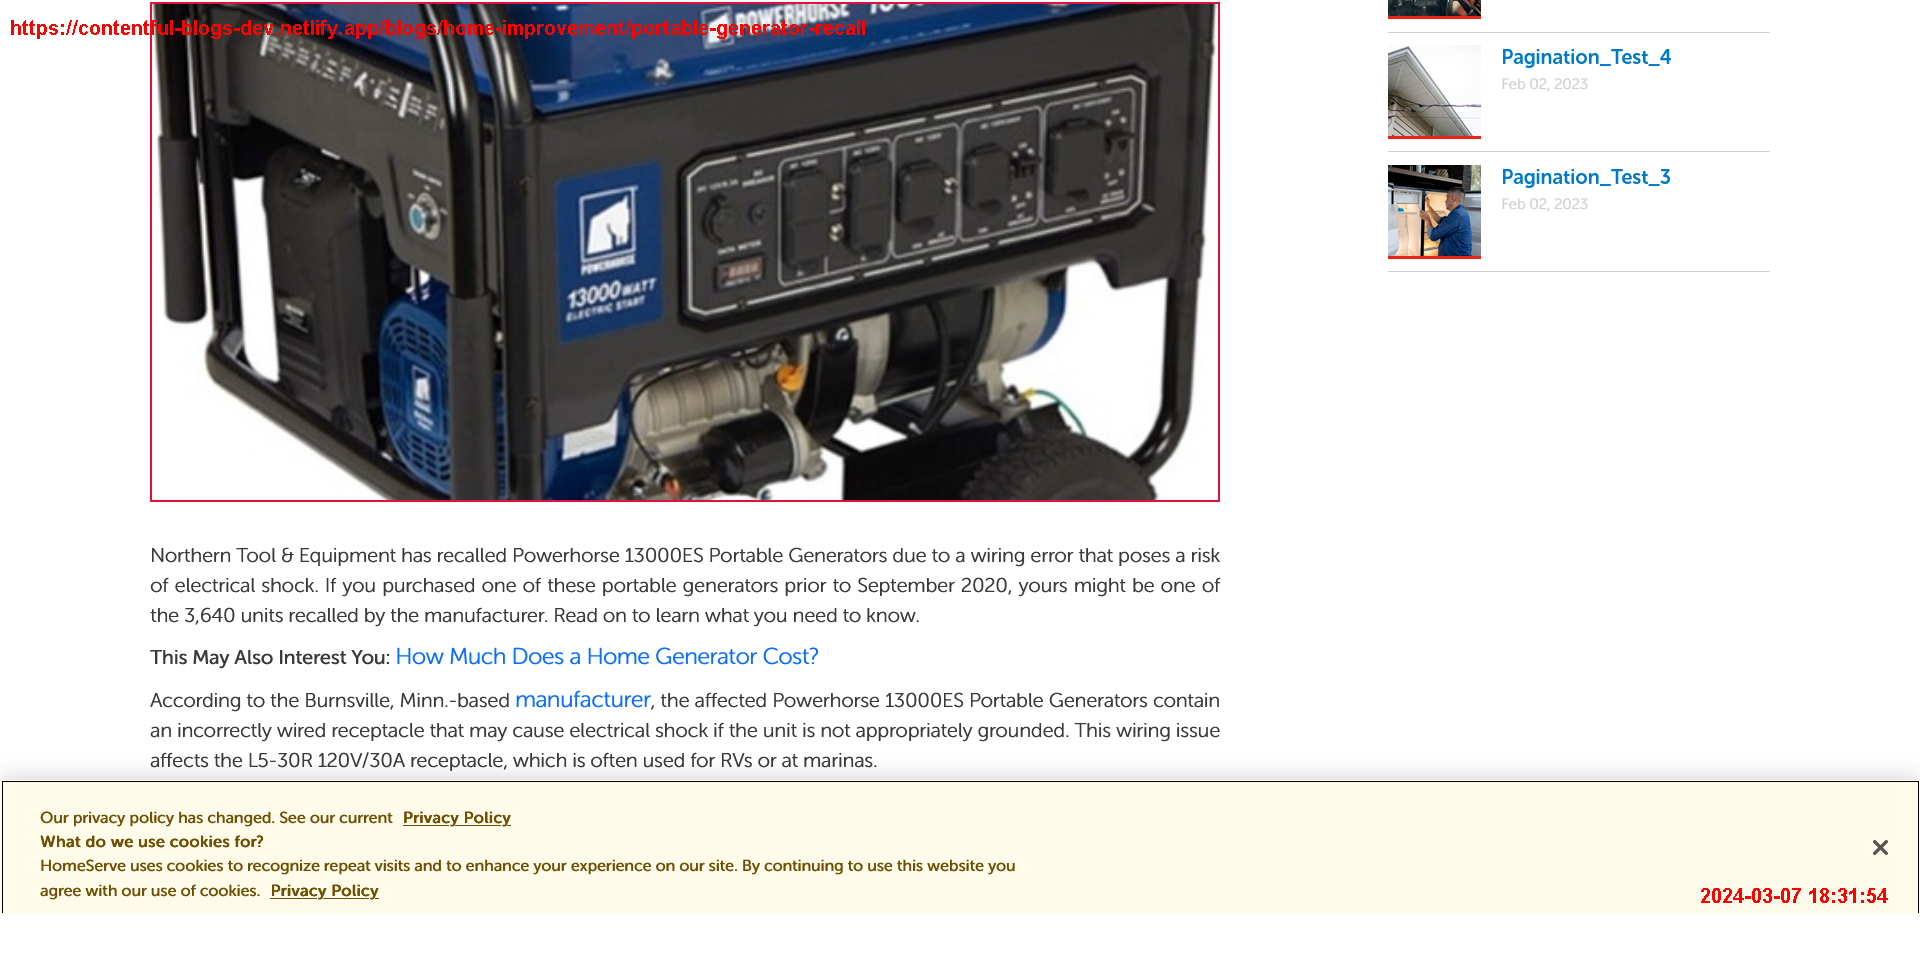 https://contentful-blogs-dev.netlify.app/blogs/home-improvement/portable-generator-recall
POWERHORSE
POWERHORSE
13000 WATT
ELECTRIC START
Pagination_Test_4
Feb 02, 2023
Pagination_Test_3
Feb 02, 2023
Northern Tool & Equipment has recalled Powerhorse 13000ES Portable Generators due to a wiring error that poses a risk
of electrical shock. If you purchased one of these portable generators prior to September 2020, yours might be one of
the 3,640 units recalled by the manufacturer. Read on to learn what you need to know.
This May Also Interest You: How Much Does a Home Generator Cost?
According to the Burnsville, Minn.-based manufacturer, the affected Powerhorse 13000ES Portable Generators contain
an incorrectly wired receptacle that may cause electrical shock if the unit is not appropriately grounded. This wiring issue
affects the L5-30R 120V/30A receptacle, which is often used for RVs or at marinas.
Our privacy policy has changed. See our current Privacy Policy
What do we use cookies for?
HomeServe uses cookies to recognize repeat visits and to enhance your experience on our site. By continuing to use this website you
agree with our use of cookies. Privacy Policy
2024-03-07 18:31:54